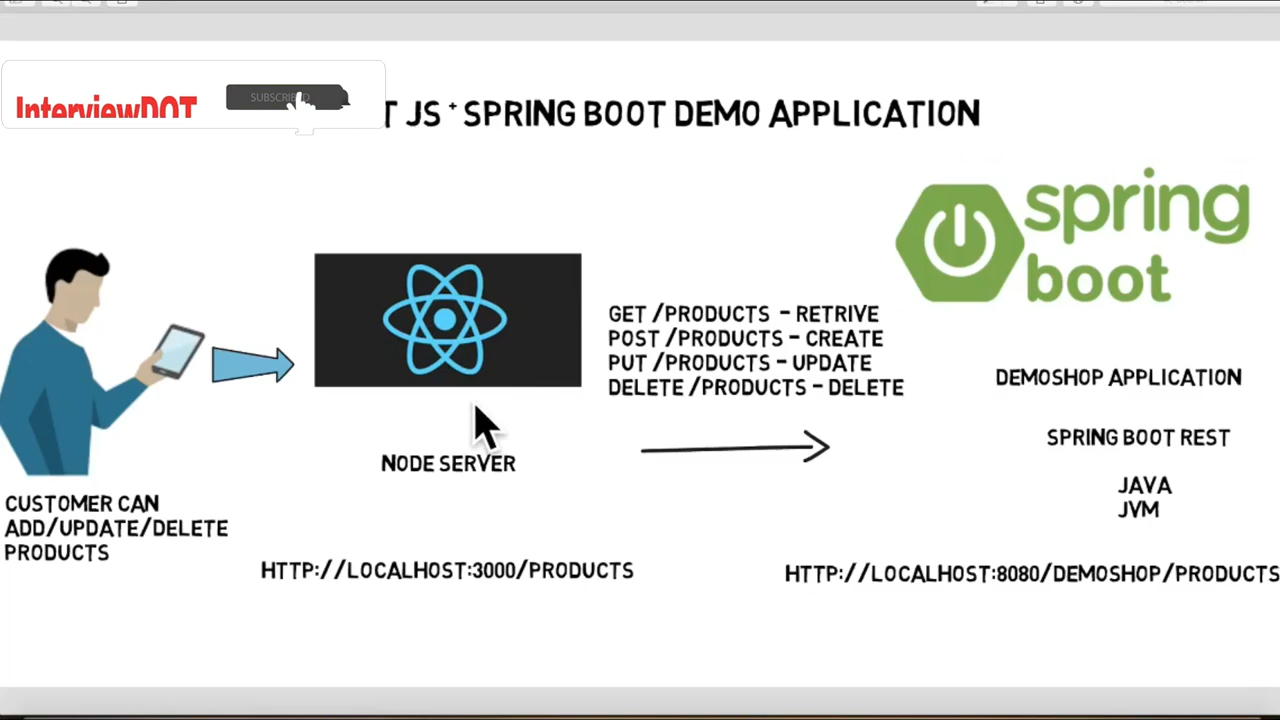 InterviewDOT
SUBSCRIBED
T JS + SPRING BOOT DEMO APPLICATION
spring
boot
GET /PRODUCTS - RETRIVE
POST /PRODUCTS - CREATE
PUT /PRODUCTS - UPDATE
DELETE /PRODUCTS - DELETE
DEMOSHOP APPLICATION
SPRING BOOT REST
JAVA
JVM
NODE SERVER
CUSTOMER CAN
ADD/UPDATE/DELETE
PRODUCTS
HTTP://LOCALHOST:3000/PRODUCTS
HTTP://LOCALHOST:8080/DEMOSHOP/PRODUCTS